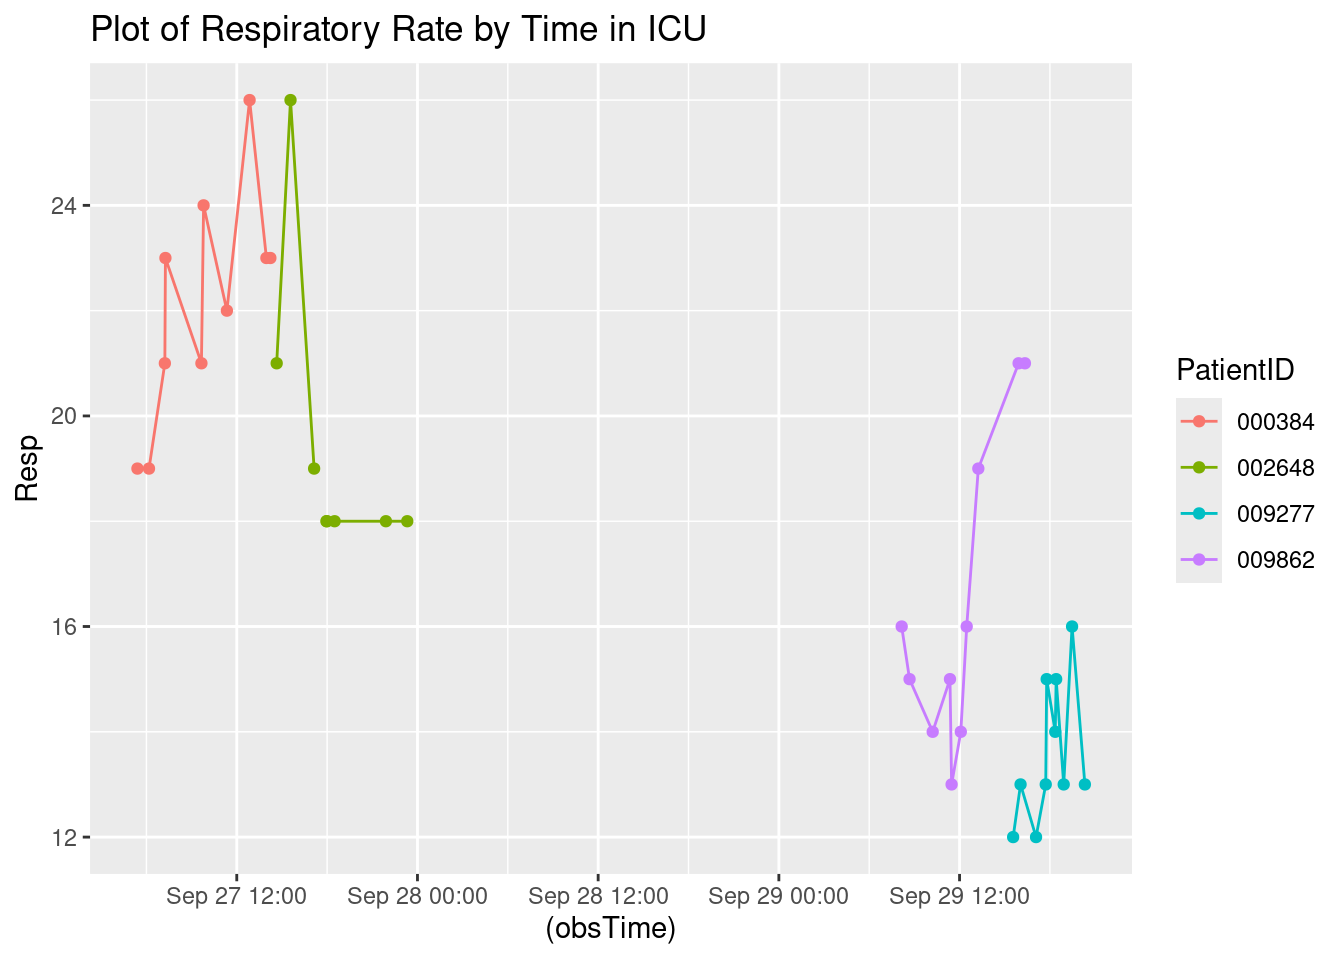 Plot of Respiratory Rate by Time in ICU
24
20
16
12
Resp
Sep 27 12:00 Sep 28 00:00 Sep 28 12:00 Sep 29 00:00 Sep 29 12:00
(obsTime)
PatientID
000384
002648
009277
009862